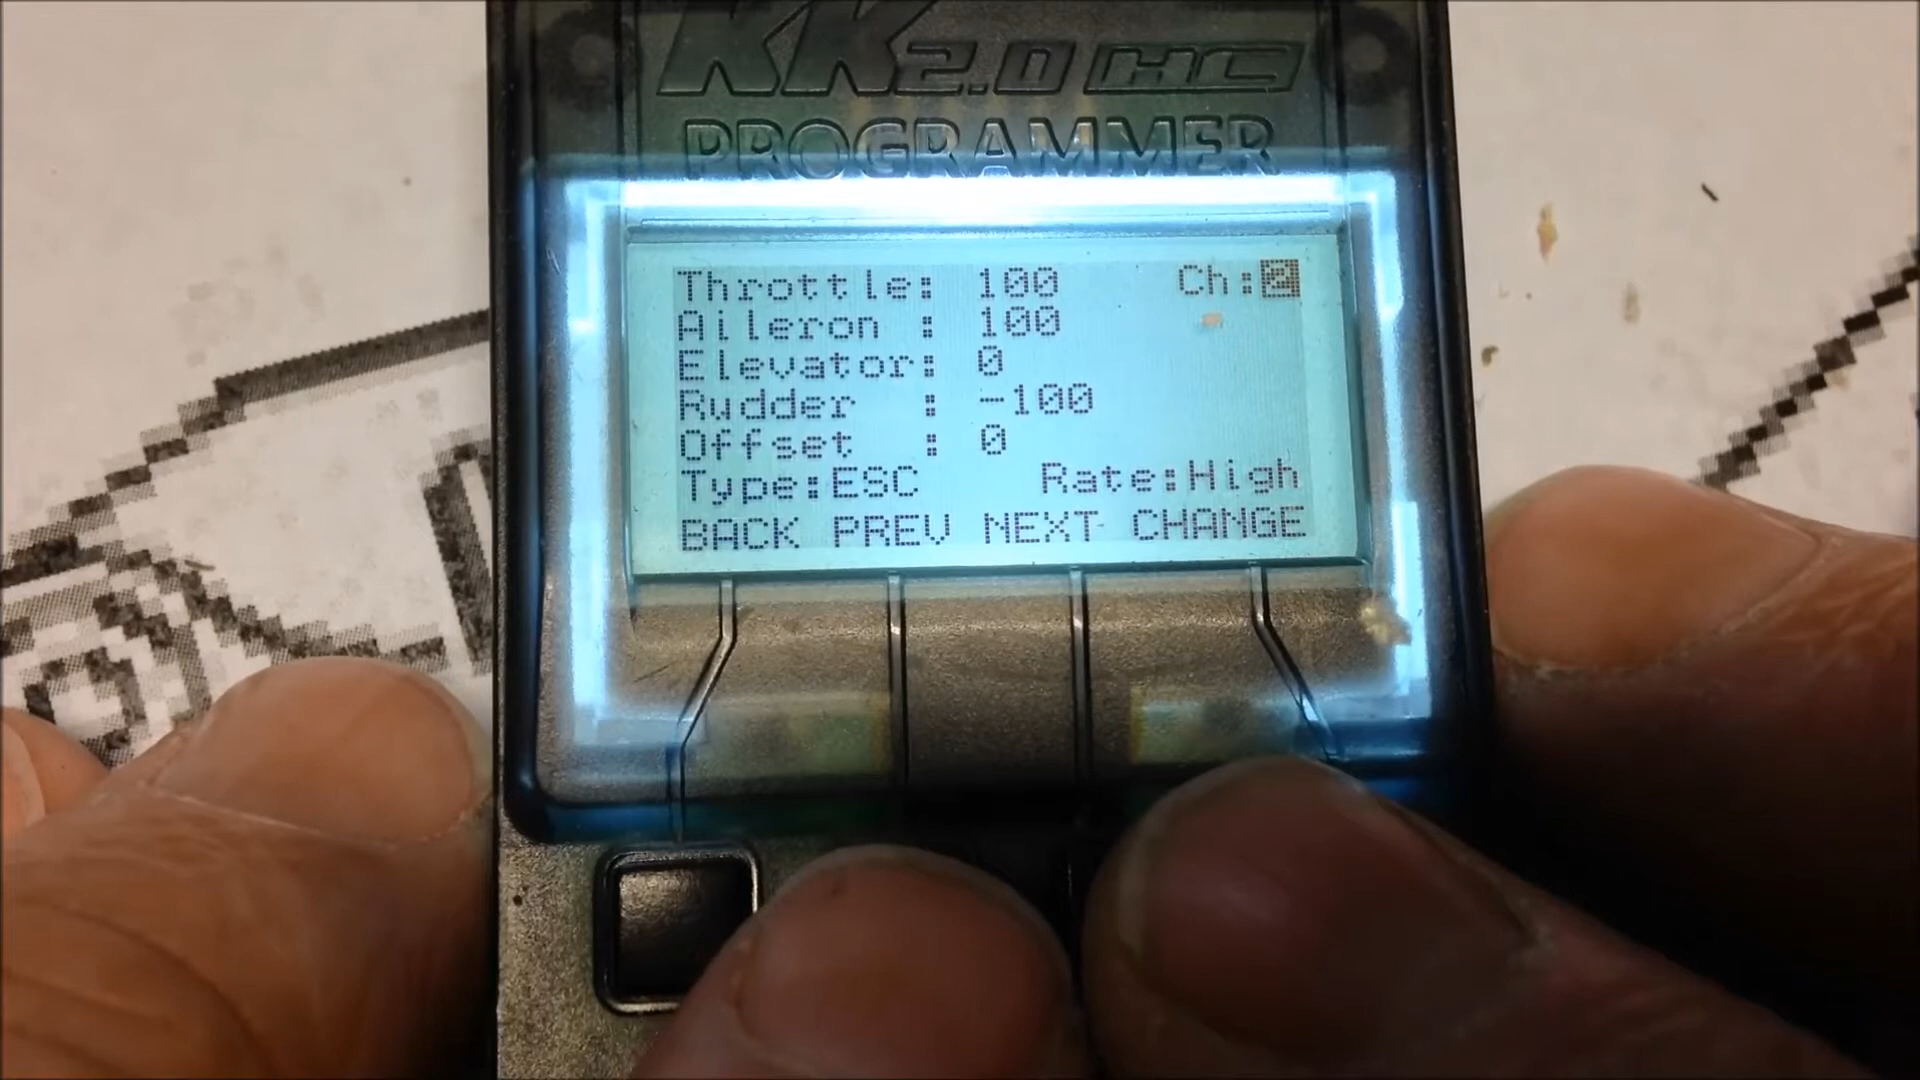 KK2.0 HC
PROGRAMMER
Throttle: 100 Ch:2
Aileron : 100
Elevator: 0
Rudder : -100
Offset : 0
Type:ESC Rate:High
BACK PREV NEXT CHANGE